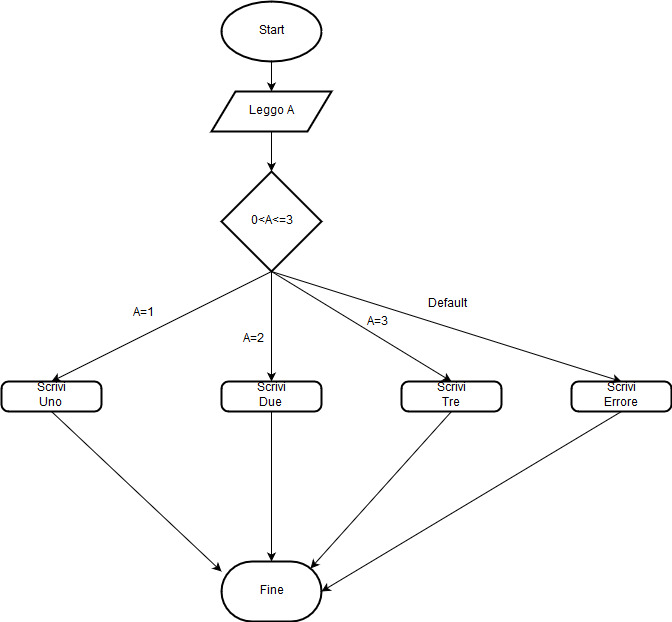 Start
Leggo A
0<A<=3
A=1
A=2
A=3
Default
Scrivi
Uno
Scrivi
Due
Scrivi
Tre
Scrivi
Errore
Fine